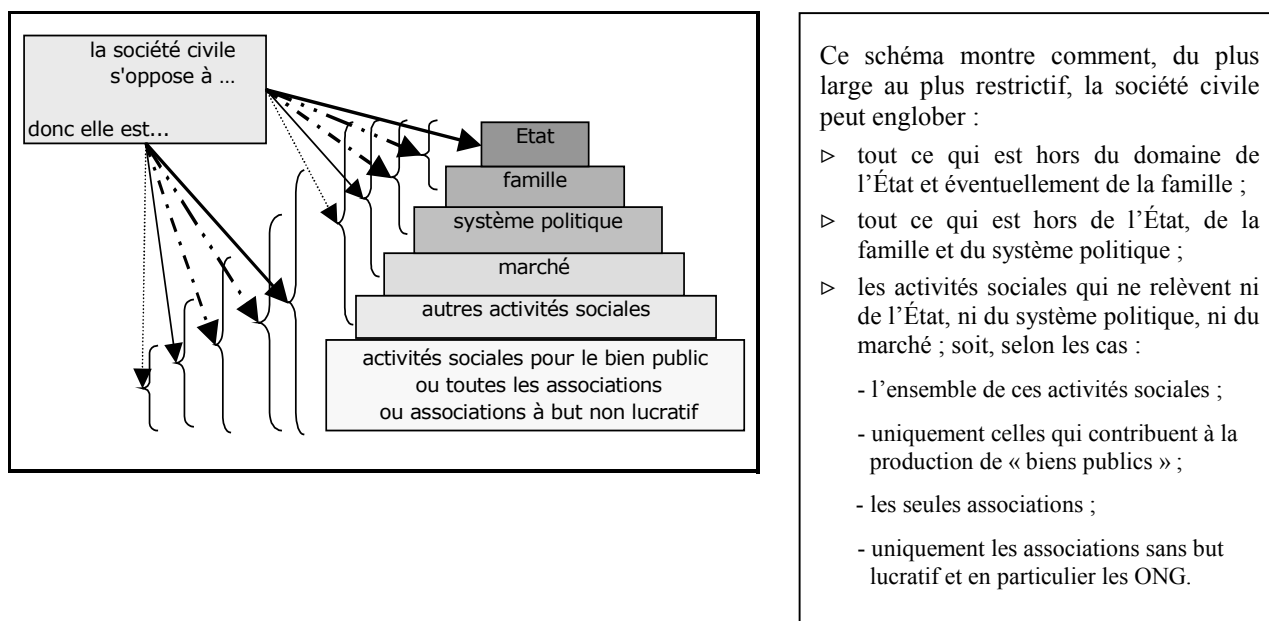 la société civile
s'oppose à ...
donc elle est...
Etat
famille
système politique
marché
autres activités sociales
activités sociales pour le bien public
ou toutes les associations
ou associations à but non lucratif
Ce schéma montre comment, du plus
large au plus restrictif, la société civile
peut englober :
▷ tout ce qui est hors du domaine de
l’État et éventuellement de la famille ;
▷ tout ce qui est hors de l’État, de la
famille et du système politique ;
▷ les activités sociales qui ne relèvent ni
de l’État, ni du système politique, ni du
marché ; soit, selon les cas :
- l’ensemble de ces activités sociales ;
- uniquement celles qui contribuent à la
production de « biens publics » ;
- les seules associations ;
- uniquement les associations sans but
lucratif et en particulier les ONG.